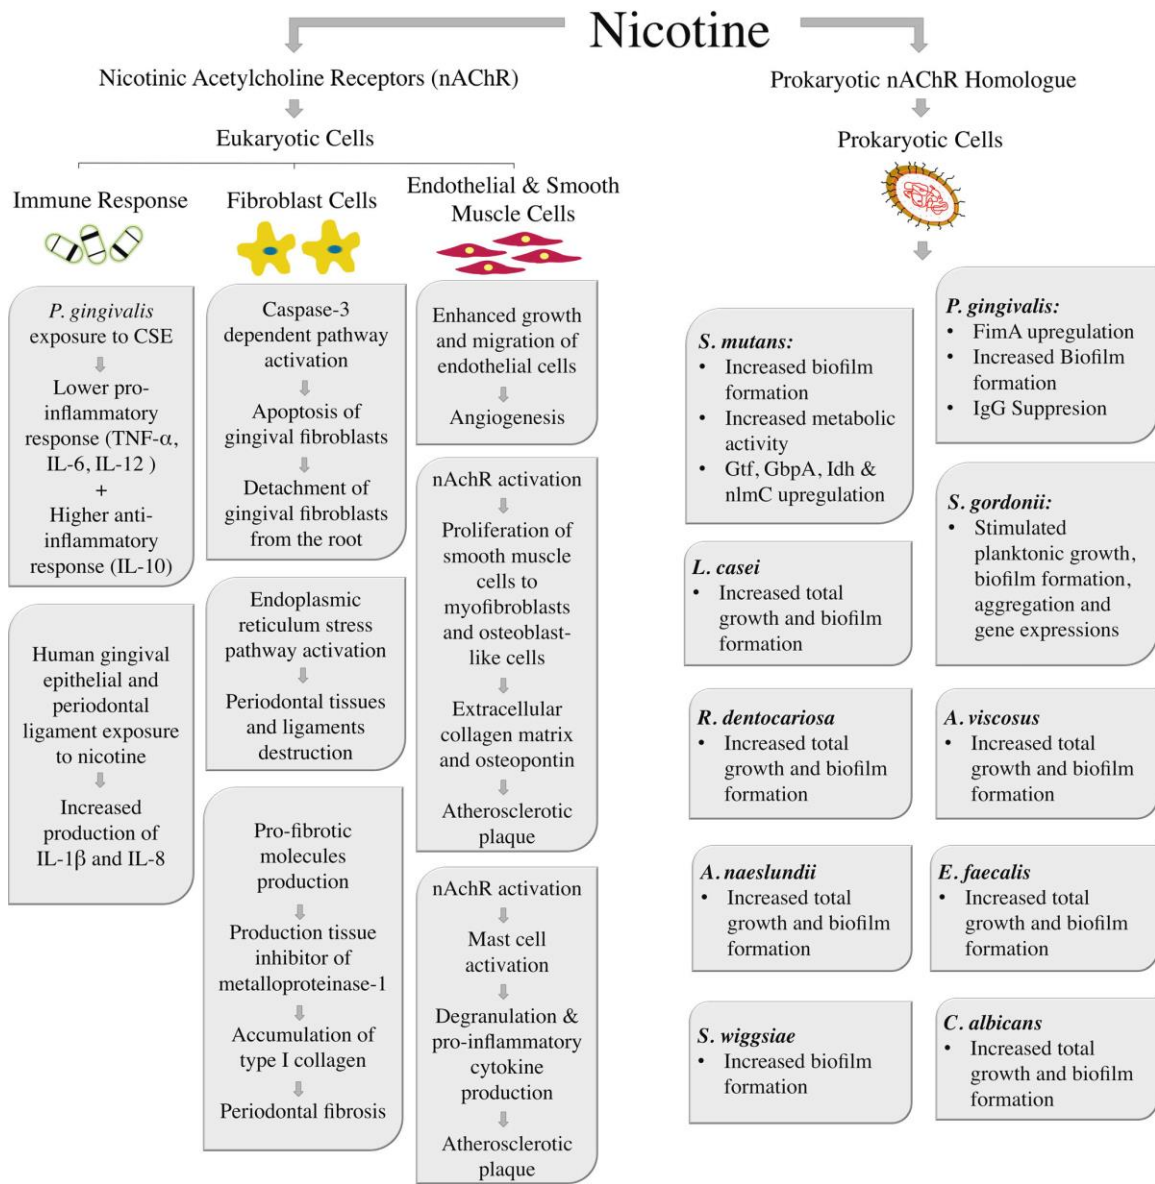 Nicotine
Nicotinic Acetylcholine Receptors (nAChR)
Eukaryotic Cells
Immune Response
P. gingivalis
exposure to CSE
Lower pro-
inflammatory
response (TNF-α,
IL-6, IL-12 )
+
Higher anti-
inflammatory
response (IL-10)
Human gingival
epithelial and
periodontal
ligament exposure
to nicotine
Increased
production of
IL-1β and IL-8
Fibroblast Cells
Caspase-3
dependent pathway
activation
Apoptosis of
gingival fibroblasts
Detachment of
gingival fibroblasts
from the root
Endoplasmic
reticulum stress
pathway activation
Periodontal tissues
and ligaments
destruction
Pro-fibrotic
molecules
production
Production tissue
inhibitor of
metalloproteinase-1
Accumulation of
type I collagen
Periodontal fibrosis
Endothelial & Smooth
Muscle Cells
Enhanced growth
and migration of
endothelial cells
Angiogenesis
nAchR activation
Proliferation of
smooth muscle
cells to
myofibroblasts
and osteoblast-
like cells
Extracellular
collagen matrix
and osteopontin
Atherosclerotic
plaque
nAchR activation
Mast cell
activation
Degranulation &
pro-inflammatory
cytokine
production
Atherosclerotic
plaque
Prokaryotic nAChR Homologue
Prokaryotic Cells
S. mutans:
• Increased biofilm
formation
• Increased metabolic
activity
• Gtf, GbpA, Idh &
nlmC upregulation
P. gingivalis:
• FimA upregulation
• Increased Biofilm
formation
• IgG Suppresion
L. casei
• Increased total
growth and biofilm
formation
S. gordonii:
• Stimulated
planktonic growth,
biofilm formation,
aggregation and
gene expressions
R. dentocariosa
• Increased total
growth and biofilm
formation
A. viscosus
• Increased total
growth and biofilm
formation
A. naeslundii
• Increased total
growth and biofilm
formation
E. faecalis
• Increased total
growth and biofilm
formation
S. wiggsiae
• Increased biofilm
formation
C. albicans
• Increased total
growth and biofilm
formation